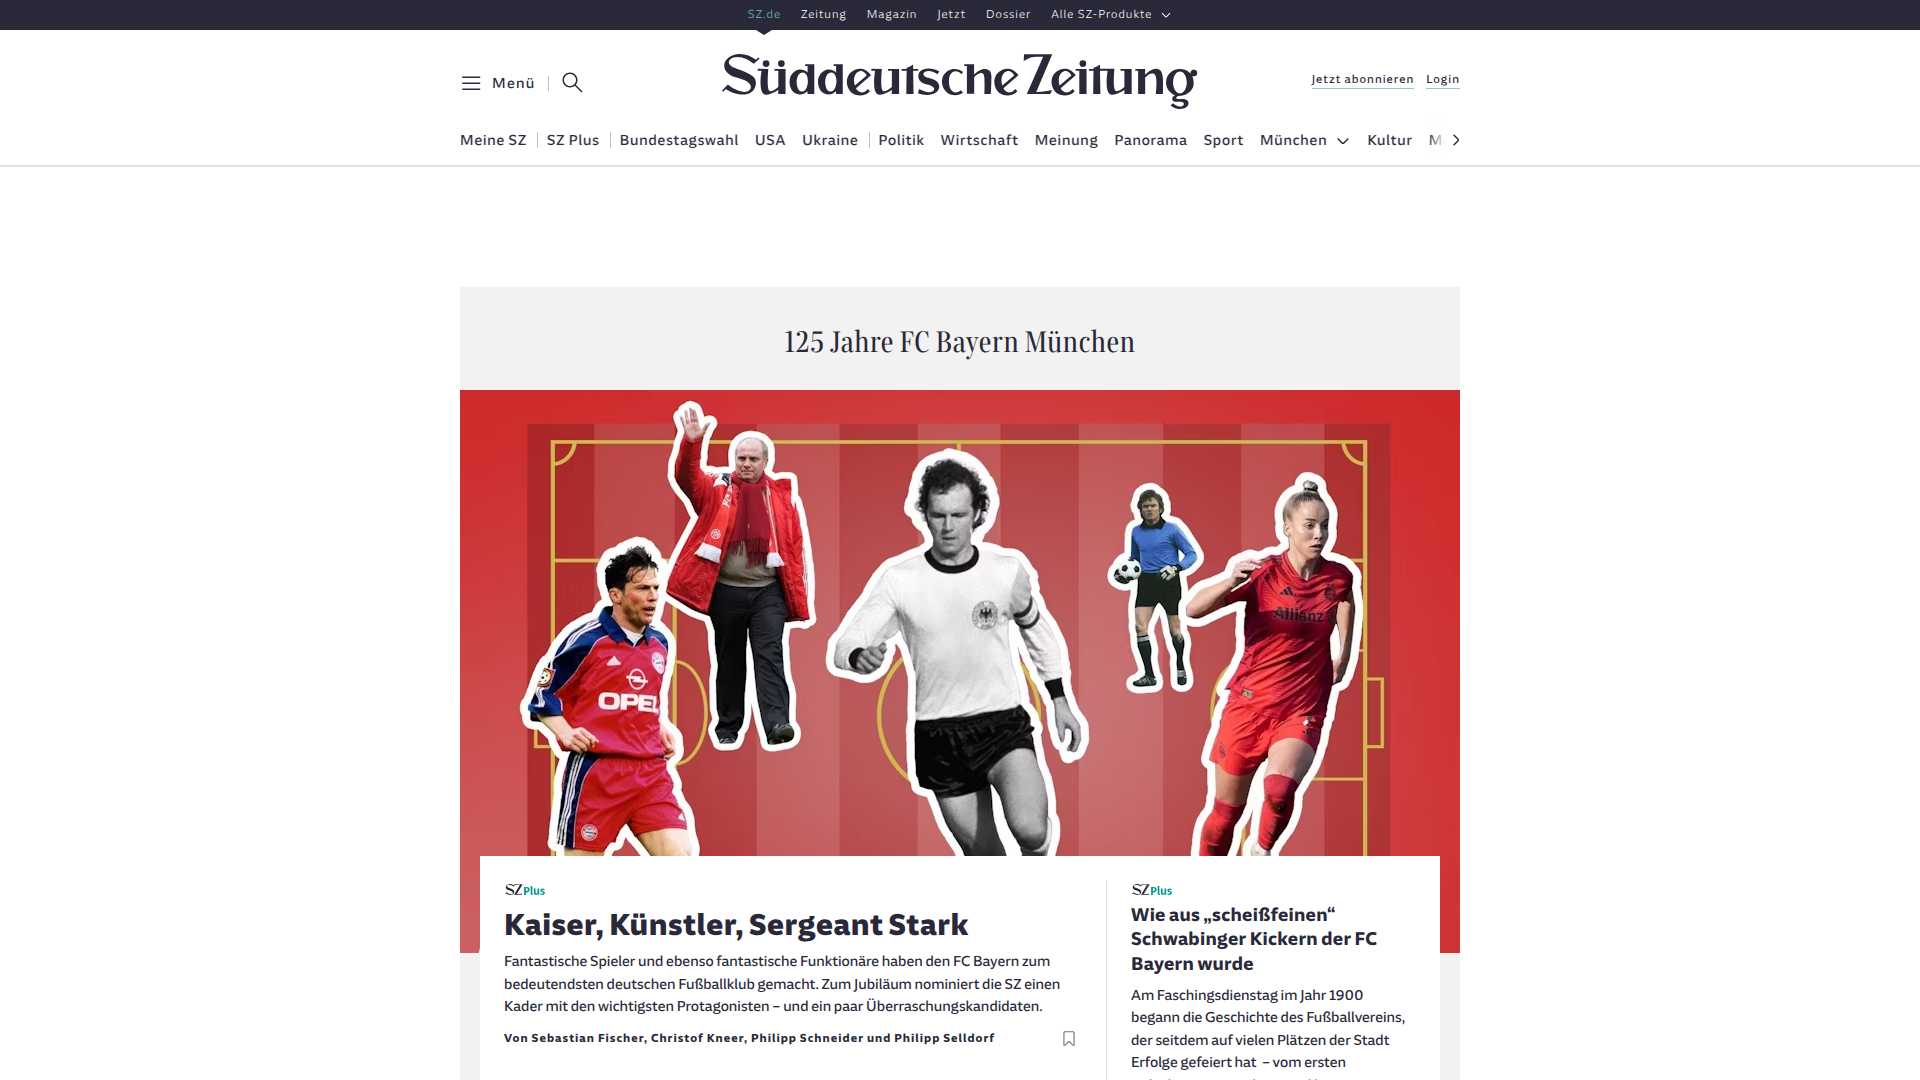 SZ.de Zeitung Magazin Jetzt Dossier Alle SZ-Produkte
Menü
Süddeutsche Zeitung
Jetzt abonnieren Login
Meine SZ SZ Plus Bundestagswahl USA Ukraine Politik Wirtschaft Meinung Panorama Sport München Kultur M
125 Jahre FC Bayern München
OPEL
Allianz
SZ Plus
Kaiser, Künstler, Sergeant Stark
Fantastische Spieler und ebenso fantastische Funktionäre haben den FC Bayern zum
bedeutendsten deutschen Fußballklub gemacht. Zum Jubiläum nominiert die SZ einen
Kader mit den wichtigsten Protagonisten – und ein paar Überraschungskandidaten.
Von Sebastian Fischer, Christof Kneer, Philipp Schneider und Philipp Selldorf
SZ Plus
Wie aus „scheißfeinen“
Schwabinger Kickern der FC
Bayern wurde
Am Faschingsdienstag im Jahr 1900
begann die Geschichte des Fußballvereins,
der seitdem auf vielen Plätzen der Stadt
Erfolge gefeiert hat – vom ersten